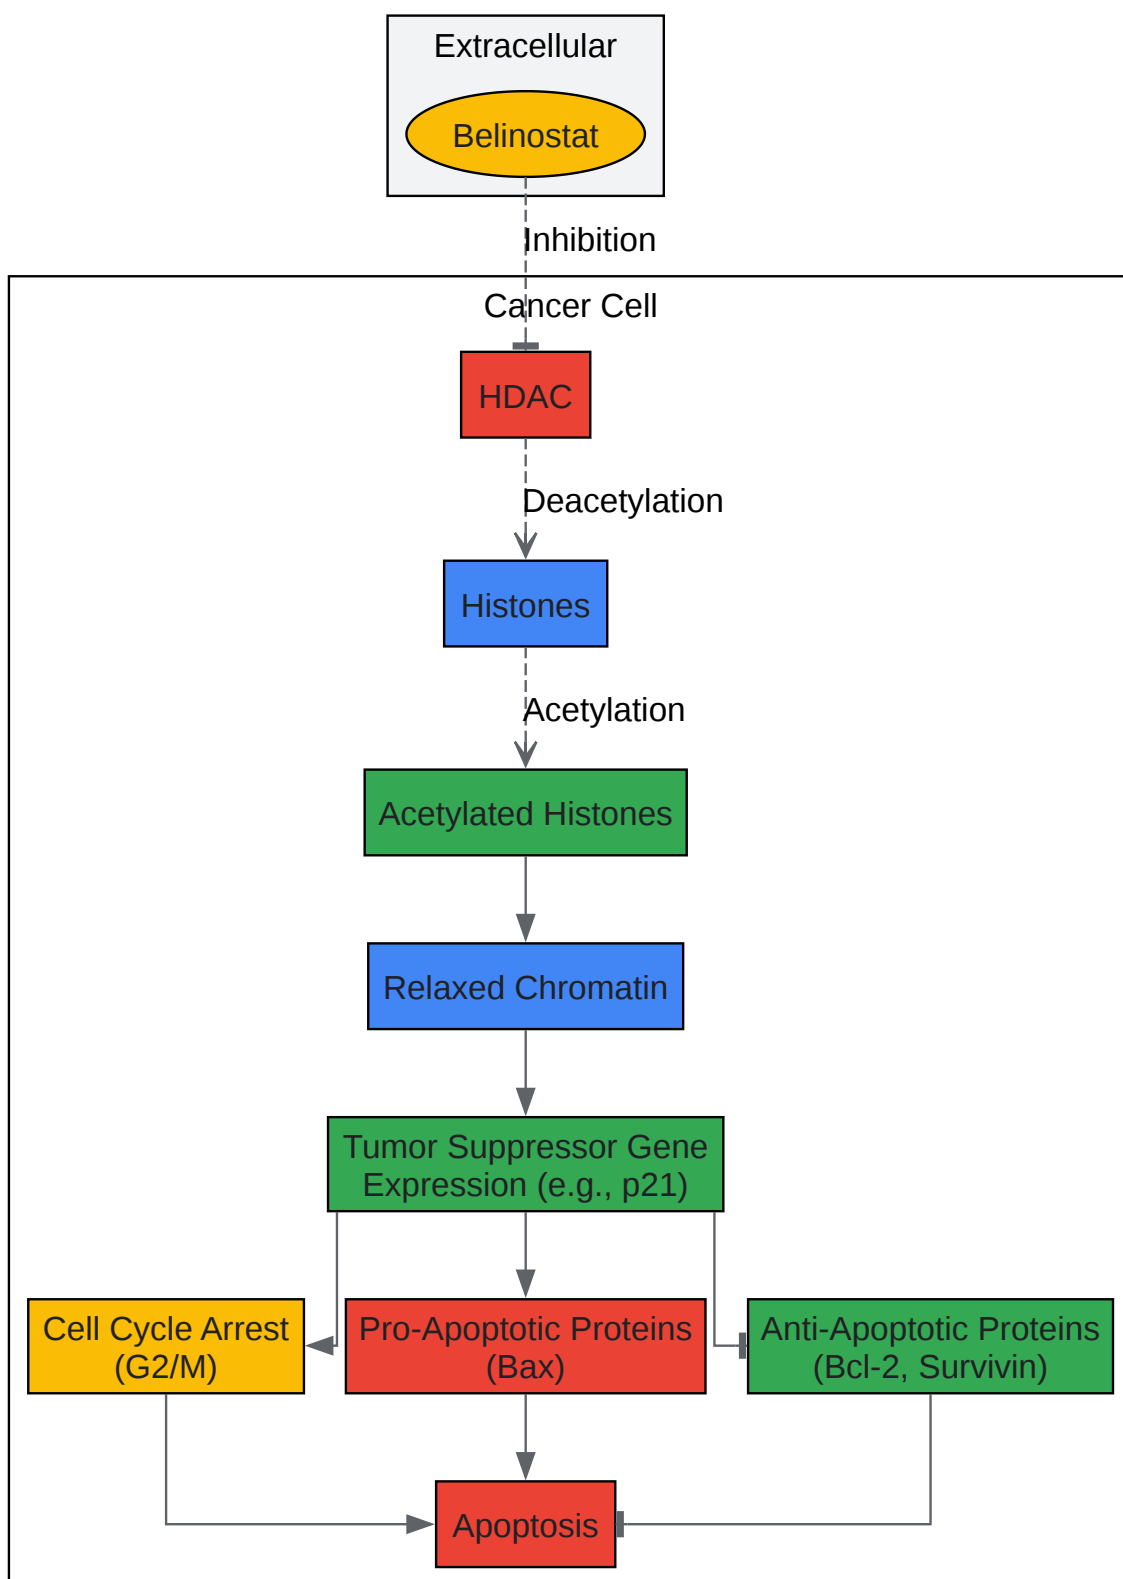 Extracellular
Belinostat
Inhibition
Cancer Cell
HDAC
Deacetylation
Histones
Acetylation
Acetylated Histones
Relaxed Chromatin
Tumor Suppressor Gene
Expression (e.g., p21)
Cell Cycle Arrest
(G2/M)
Pro-Apoptotic Proteins
(Bax)
Anti-Apoptotic Proteins
(Bcl-2, Survivin)
Apoptosis